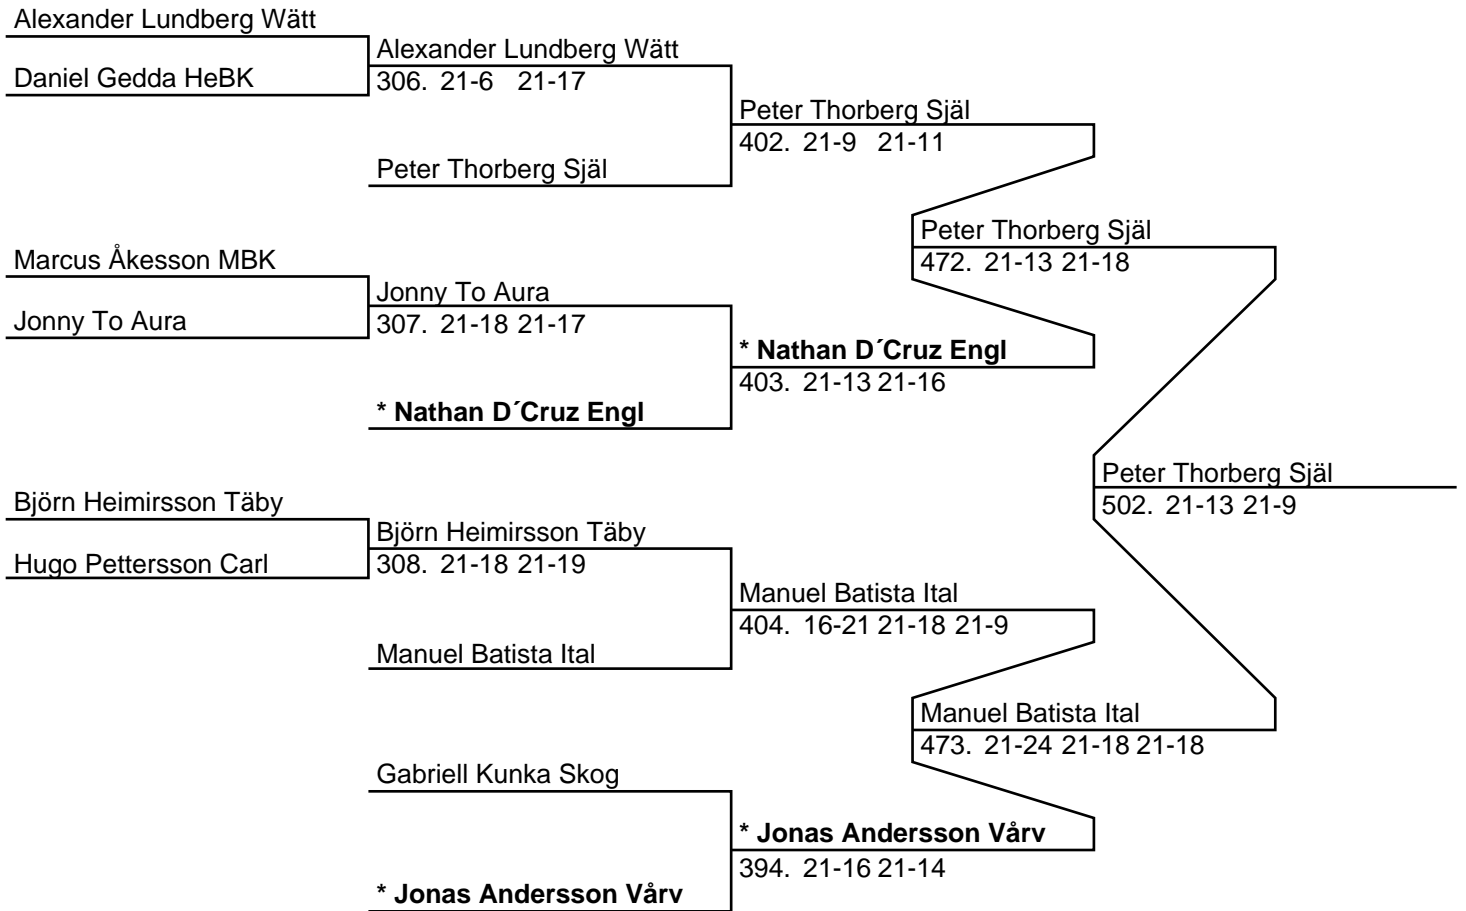 Alexander Lundberg Wätt
Alexander Lundberg Wätt
Daniel Gedda HeBK
306. 21-6 21-17
Peter Thorberg Själ
402. 21-9 21-11
Peter Thorberg Själ
Peter Thorberg Själ
472. 21-13 21-18
Marcus Åkesson MBK
Jonny To Aura
Jonny To Aura
307. 21-18 21-17
* Nathan D´Cruz Engl
403. 21-13 21-16
* Nathan D´Cruz Engl
Peter Thorberg Själ
502. 21-13 21-9
Björn Heimirsson Täby
Björn Heimirsson Täby
Hugo Pettersson Carl
308. 21-18 21-19
Manuel Batista Ital
404. 16-21 21-18 21-9
Manuel Batista Ital
Manuel Batista Ital
473. 21-24 21-18 21-18
Gabriell Kunka Skog
* Jonas Andersson Vårv
394. 21-16 21-14
* Jonas Andersson Vårv